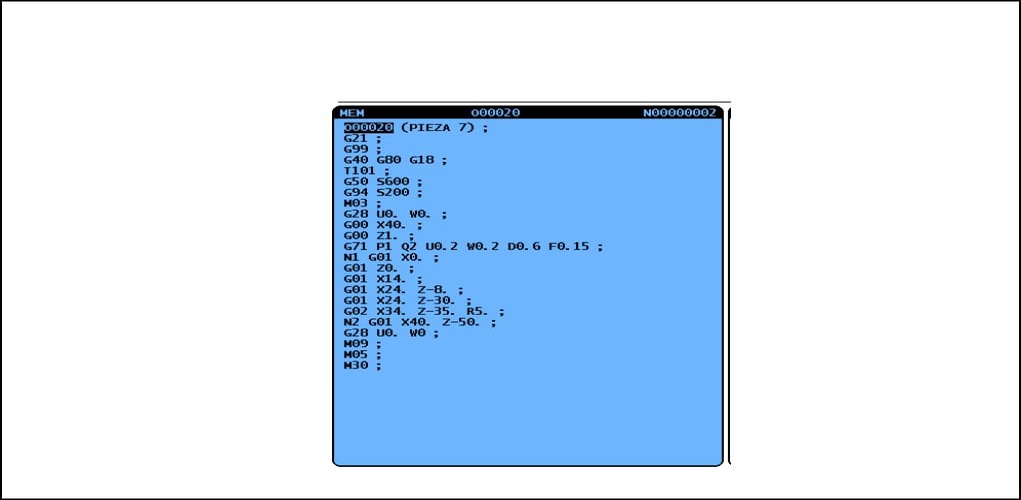 MEM O00020 N00000002
O00020 (PIEZA 7) ;
G21 ;
G99 ;
G40 G80 G18 ;
T101 ;
G50 S600 ;
G94 S200 ;
M03 ;
G28 U0. W0. ;
G00 X40. ;
G00 Z1. ;
G71 P1 Q2 U0.2 W0.2 D0.6 F0.15 ;
N1 G01 X0. ;
G01 Z0. ;
G01 X14. ;
G01 X24. Z-8. ;
G01 X24. Z-30. ;
G02 X34. Z-35. R5. ;
N2 G01 X40. Z-50. ;
G28 U0. W0 ;
M09 ;
M05 ;
M30 ;